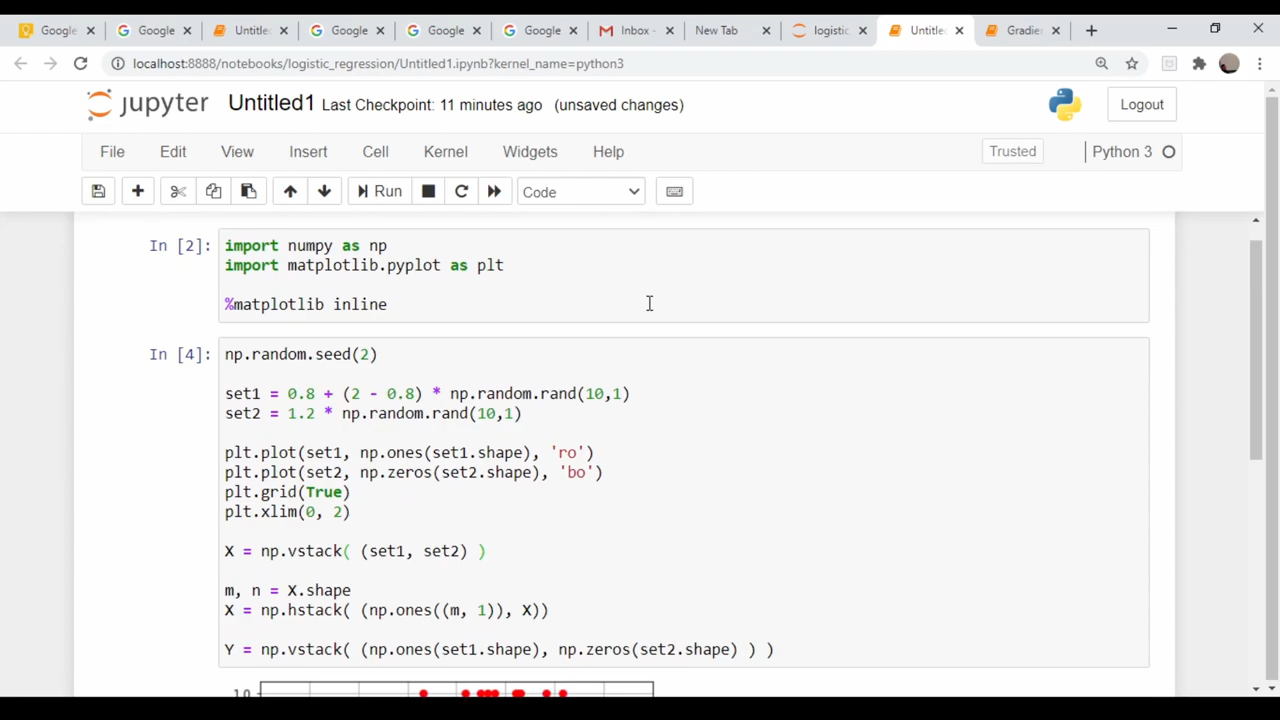 Google
Google
Untitle
Google
Google
Google
Inbox -
New Tab
logistic
Untitle
Gradie
localhost:8888/notebooks/logistic_regression/Untitled1.ipynb?kernel_name=python3
jupyter Untitled1 Last Checkpoint: 11 minutes ago (unsaved changes)
Logout
File Edit View Insert Cell Kernel Widgets Help
Trusted
Python 3
Run
Code
In [2]: import numpy as np
import matplotlib.pyplot as plt
%matplotlib inline
In [4]: np.random.seed(2)
set1 = 0.8 + (2 - 0.8) * np.random.rand(10,1)
set2 = 1.2 * np.random.rand(10,1)
plt.plot(set1, np.ones(set1.shape), 'ro')
plt.plot(set2, np.zeros(set2.shape), 'bo')
plt.grid(True)
plt.xlim(0, 2)
X = np.vstack( (set1, set2) )
m, n = X.shape
X = np.hstack( (np.ones((m, 1)), X))
Y = np.vstack( (np.ones(set1.shape), np.zeros(set2.shape) ) )
1.0